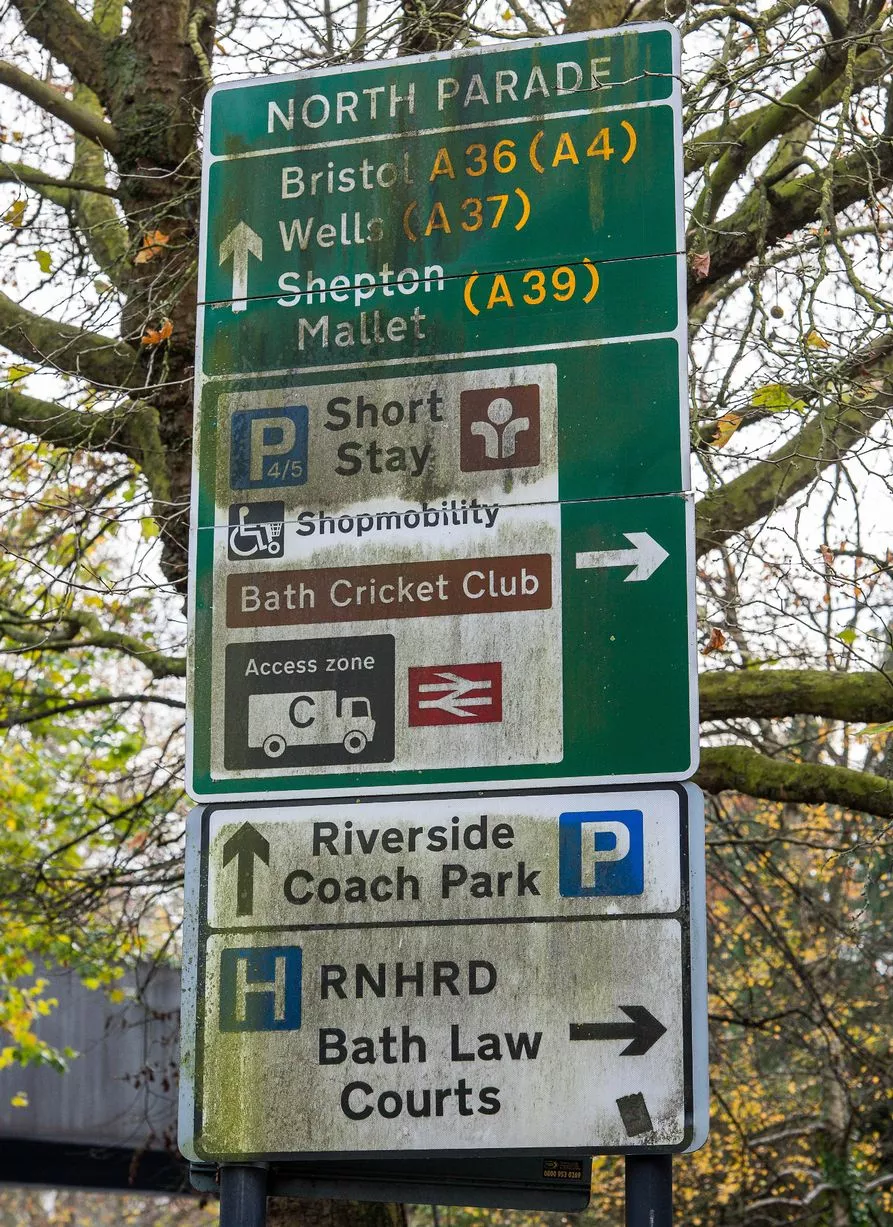 NORTH PARADE
Bristol A36 (A4)
Wells (A37)
Shepton (A39)
Mallet
P 4/5 Short
Stay
Shopmobility
Bath Cricket Club
Access zone
C
Riverside P
Coach Park
H RNHRD
Bath Law
Courts